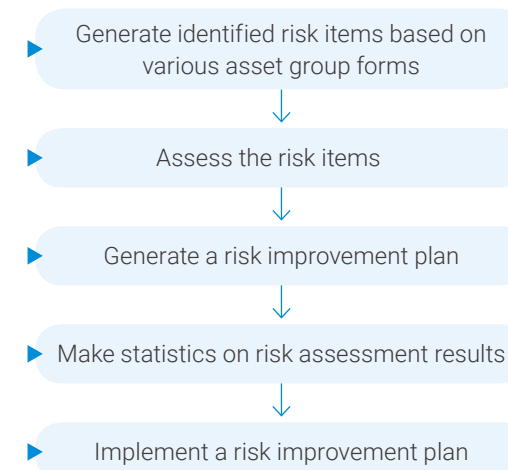 Generate identified risk items based on
various asset group forms
Assess the risk items
Generate a risk improvement plan
Make statistics on risk assessment results
Implement a risk improvement plan